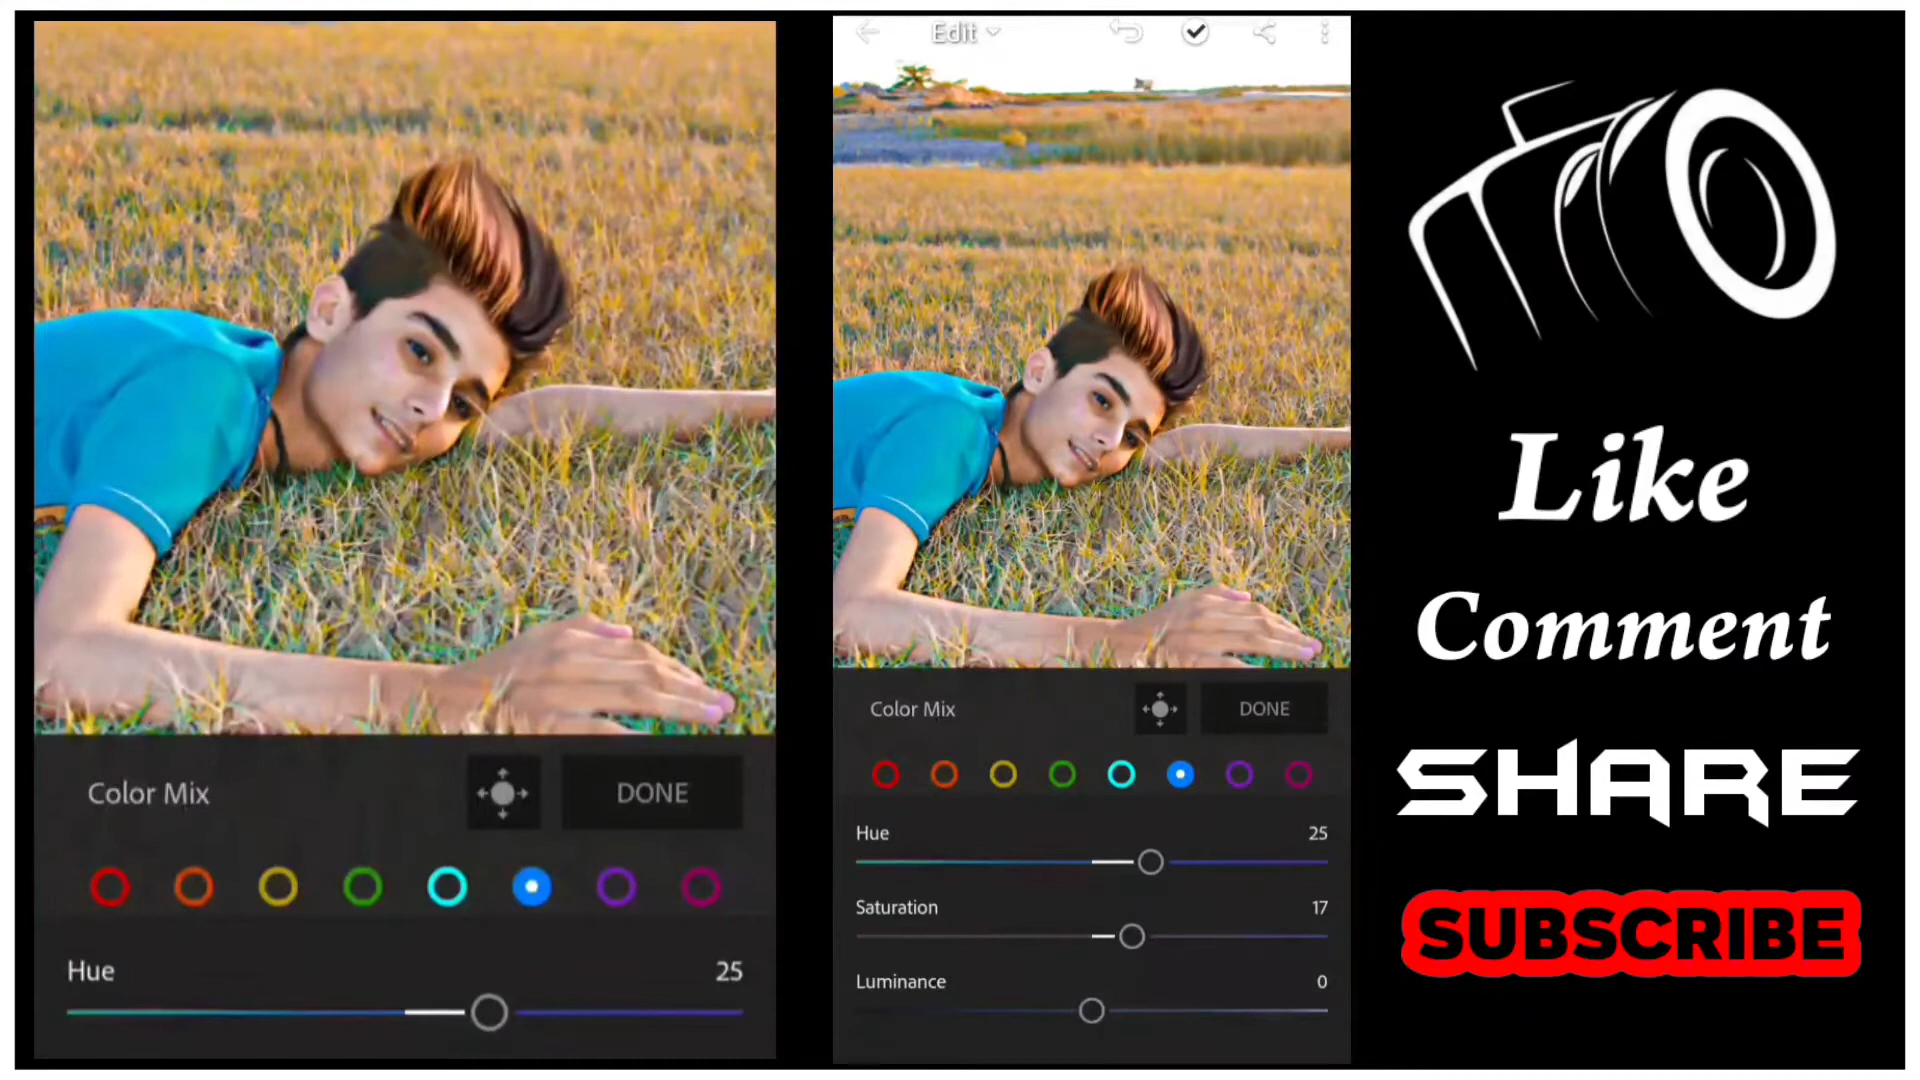 Color Mix
DONE
Hue
25
Edit
Color Mix
DONE
Hue
25
Saturation
17
Luminance
0
Like
Comment
SHARE
SUBSCRIBE